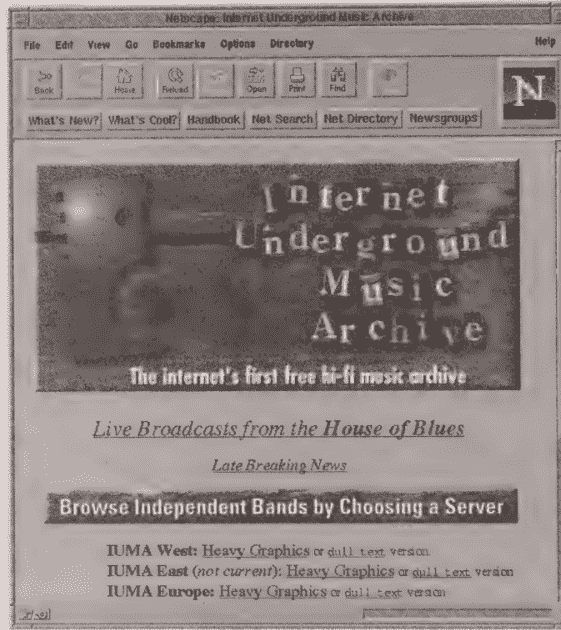 Netscape: Internet Underground Music Archive
File Edit View Go Bookmarks Options Directory Help
Back Home Reload Open Print Find
N
What's New? What's Cool? Handbook Net Search Net Directory Newsgroups
Internet
Underground
Music
Archive
The internet's first free hi-fi music archive
Live Broadcasts from the House of Blues
Late Breaking News
Browse Independent Bands by Choosing a Server
IUMA West: Heavy Graphics or dull text version
IUMA East (not current): Heavy Graphics or dull text version
IUMA Europe: Heavy Graphics or dull text version